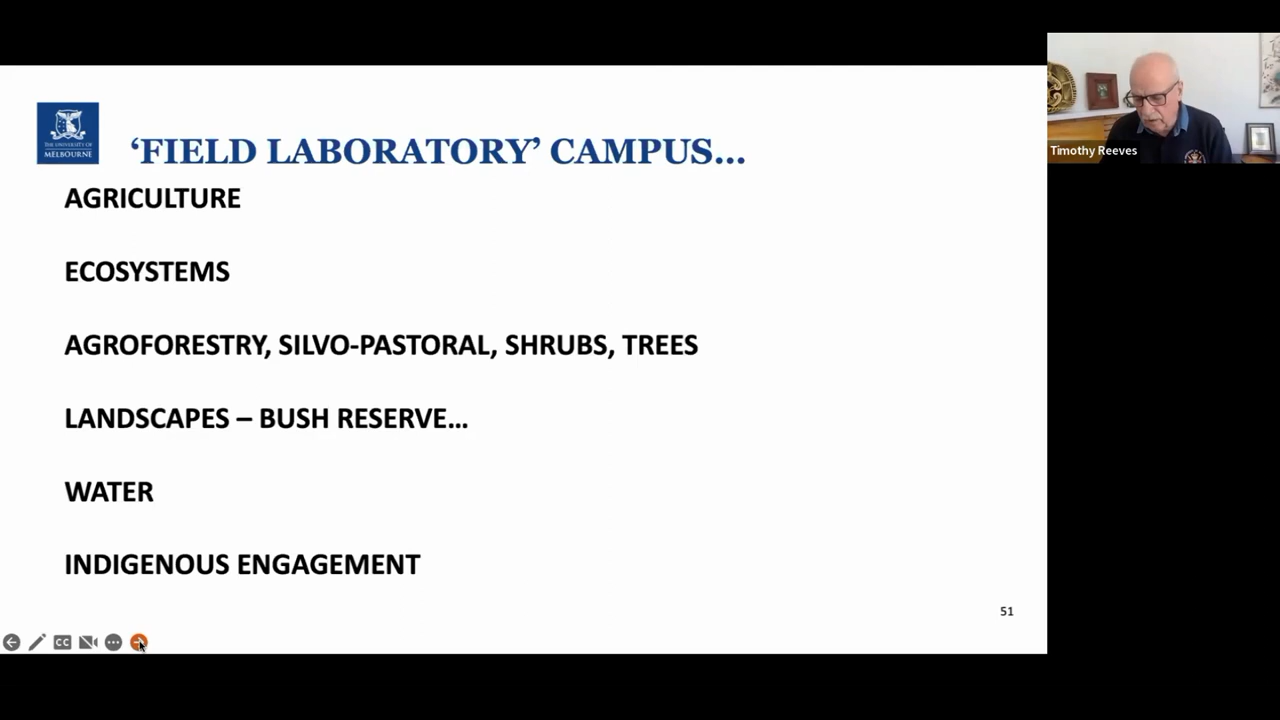 THE UNIVERSITY OF
MELBOURNE
‘FIELD LABORATORY’ CAMPUS...
AGRICULTURE
ECOSYSTEMS
AGROFORESTRY, SILVO-PASTORAL, SHRUBS, TREES
LANDSCAPES – BUSH RESERVE...
WATER
INDIGENOUS ENGAGEMENT
51
CC
Timothy Reeves